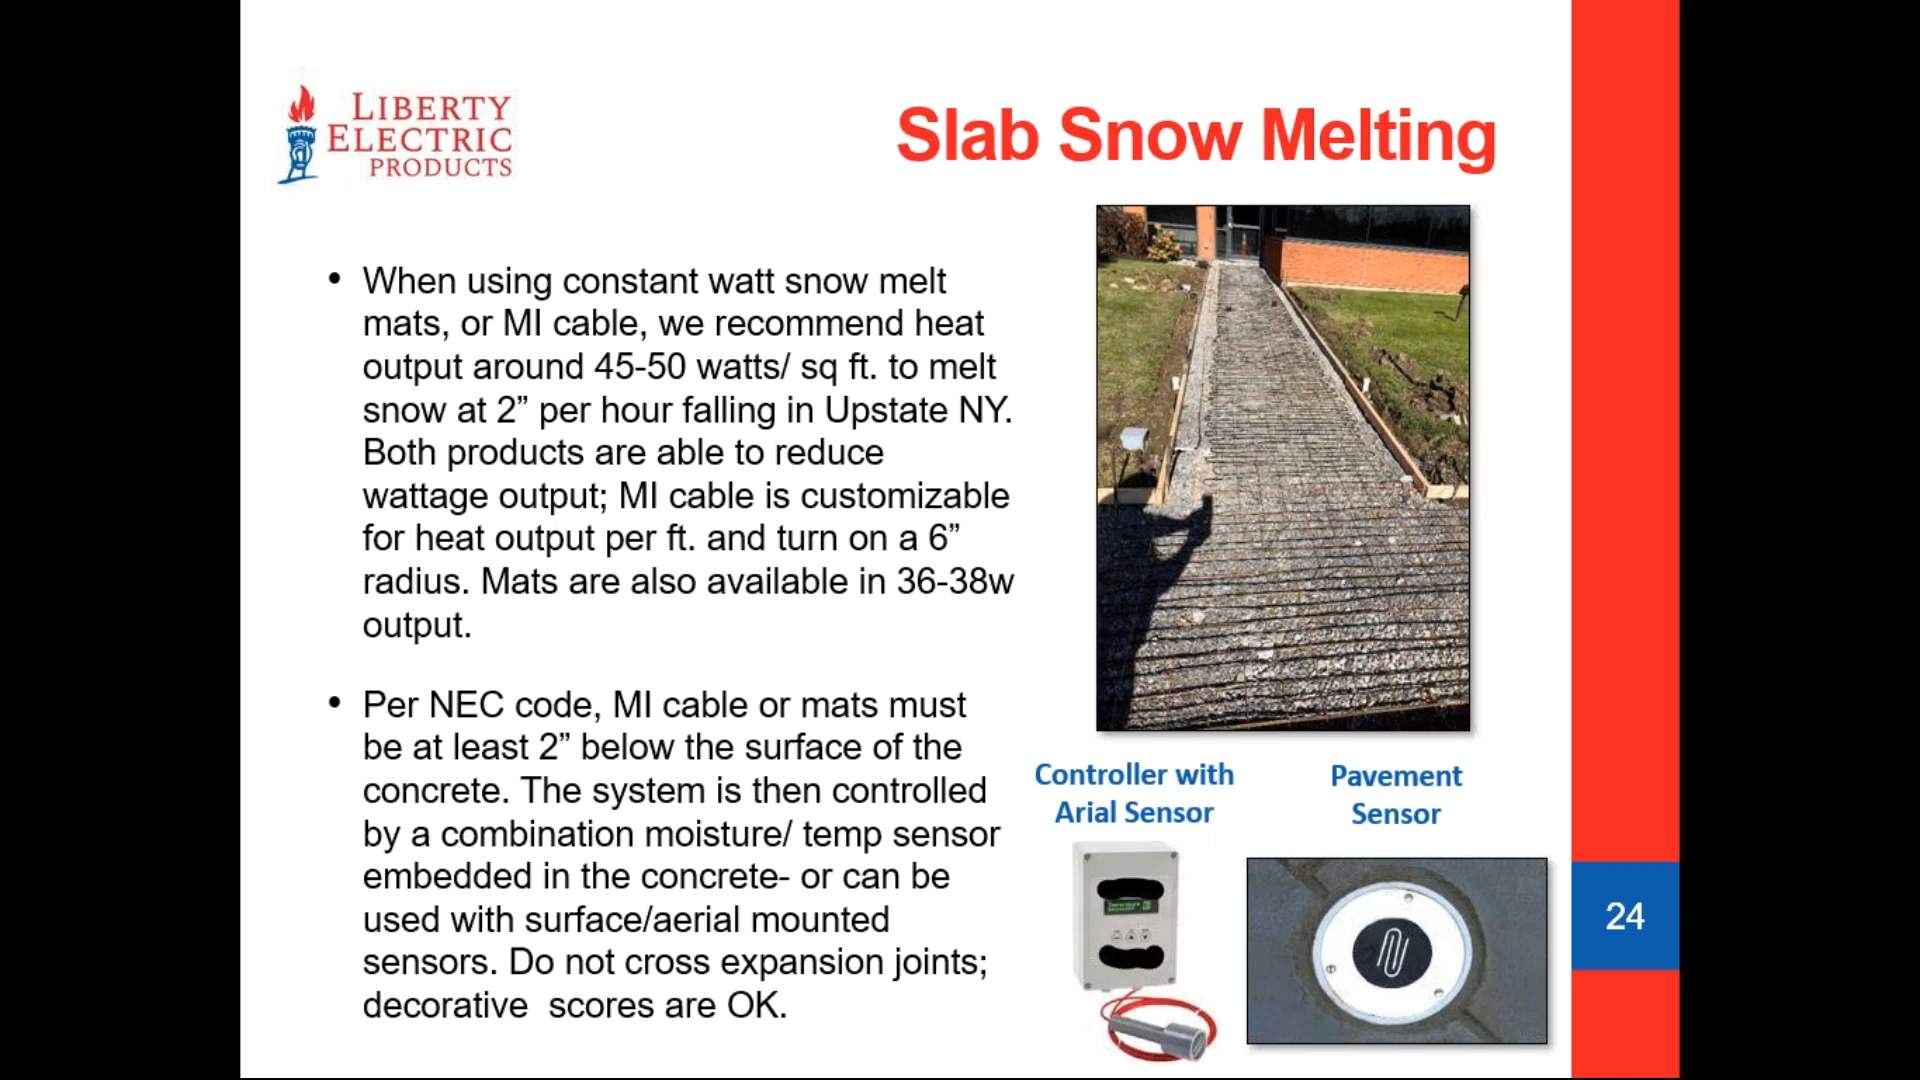 LIBERTY
ELECTRIC
PRODUCTS
Slab Snow Melting
• When using constant watt snow melt
mats, or MI cable, we recommend heat
output around 45-50 watts/ sq ft. to melt
snow at 2” per hour falling in Upstate NY.
Both products are able to reduce
wattage output; MI cable is customizable
for heat output per ft. and turn on a 6”
radius. Mats are also available in 36-38w
output.
• Per NEC code, MI cable or mats must
be at least 2” below the surface of the
concrete. The system is then controlled
by a combination moisture/ temp sensor
embedded in the concrete- or can be
used with surface/aerial mounted
sensors. Do not cross expansion joints;
decorative  scores are OK.
Controller with
Arial Sensor
Pavement
Sensor
24